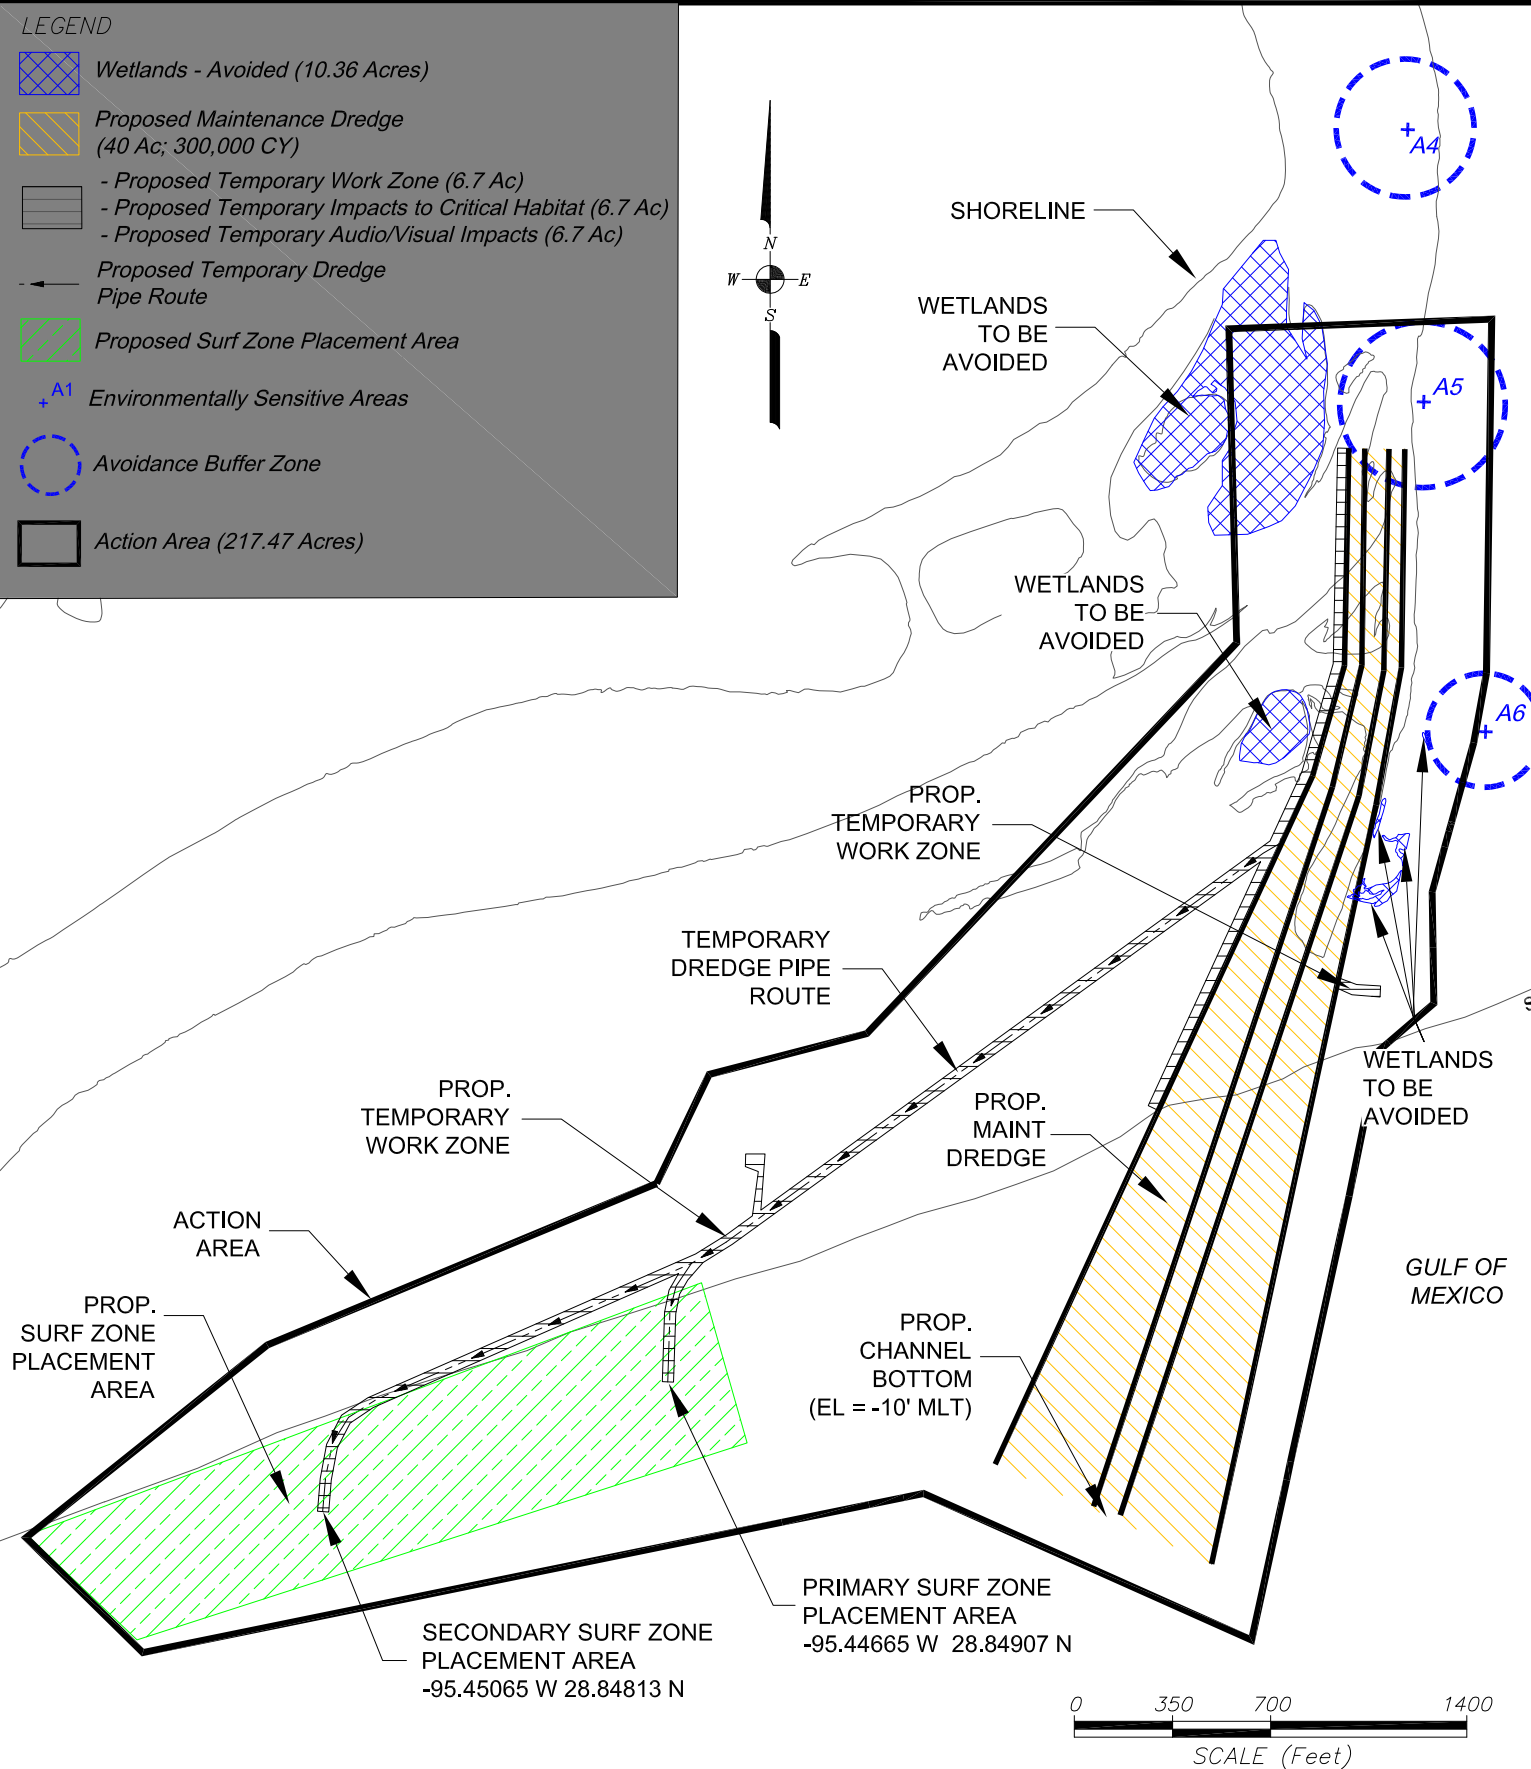 LEGEND
Wetlands - Avoided (10.36 Acres)
Proposed Maintenance Dredge
(40 Ac; 300,000 CY)
- Proposed Temporary Work Zone (6.7 Ac)
- Proposed Temporary Impacts to Critical Habitat (6.7 Ac)
- Proposed Temporary Audio/Visual Impacts (6.7 Ac)
Proposed Temporary Dredge
Pipe Route
Proposed Surf Zone Placement Area
A1 Environmentally Sensitive Areas
Avoidance Buffer Zone
Action Area (217.47 Acres)
N
W E
S
A4
SHORELINE
WETLANDS
TO BE
AVOIDED
A5
WETLANDS
TO BE
AVOIDED
A6
PROP.
TEMPORARY
WORK ZONE
TEMPORARY
DREDGE PIPE
ROUTE
WETLANDS
TO BE
AVOIDED
PROP.
TEMPORARY
WORK ZONE
PROP.
MAINT
DREDGE
ACTION
AREA
GULF OF
MEXICO
PROP.
SURF ZONE
PLACEMENT
AREA
PROP.
CHANNEL
BOTTOM
(EL = -10' MLT)
PRIMARY SURF ZONE
PLACEMENT AREA
-95.44665 W 28.84907 N
SECONDARY SURF ZONE
PLACEMENT AREA
-95.45065 W 28.84813 N
0 350 700 1400
SCALE (Feet)